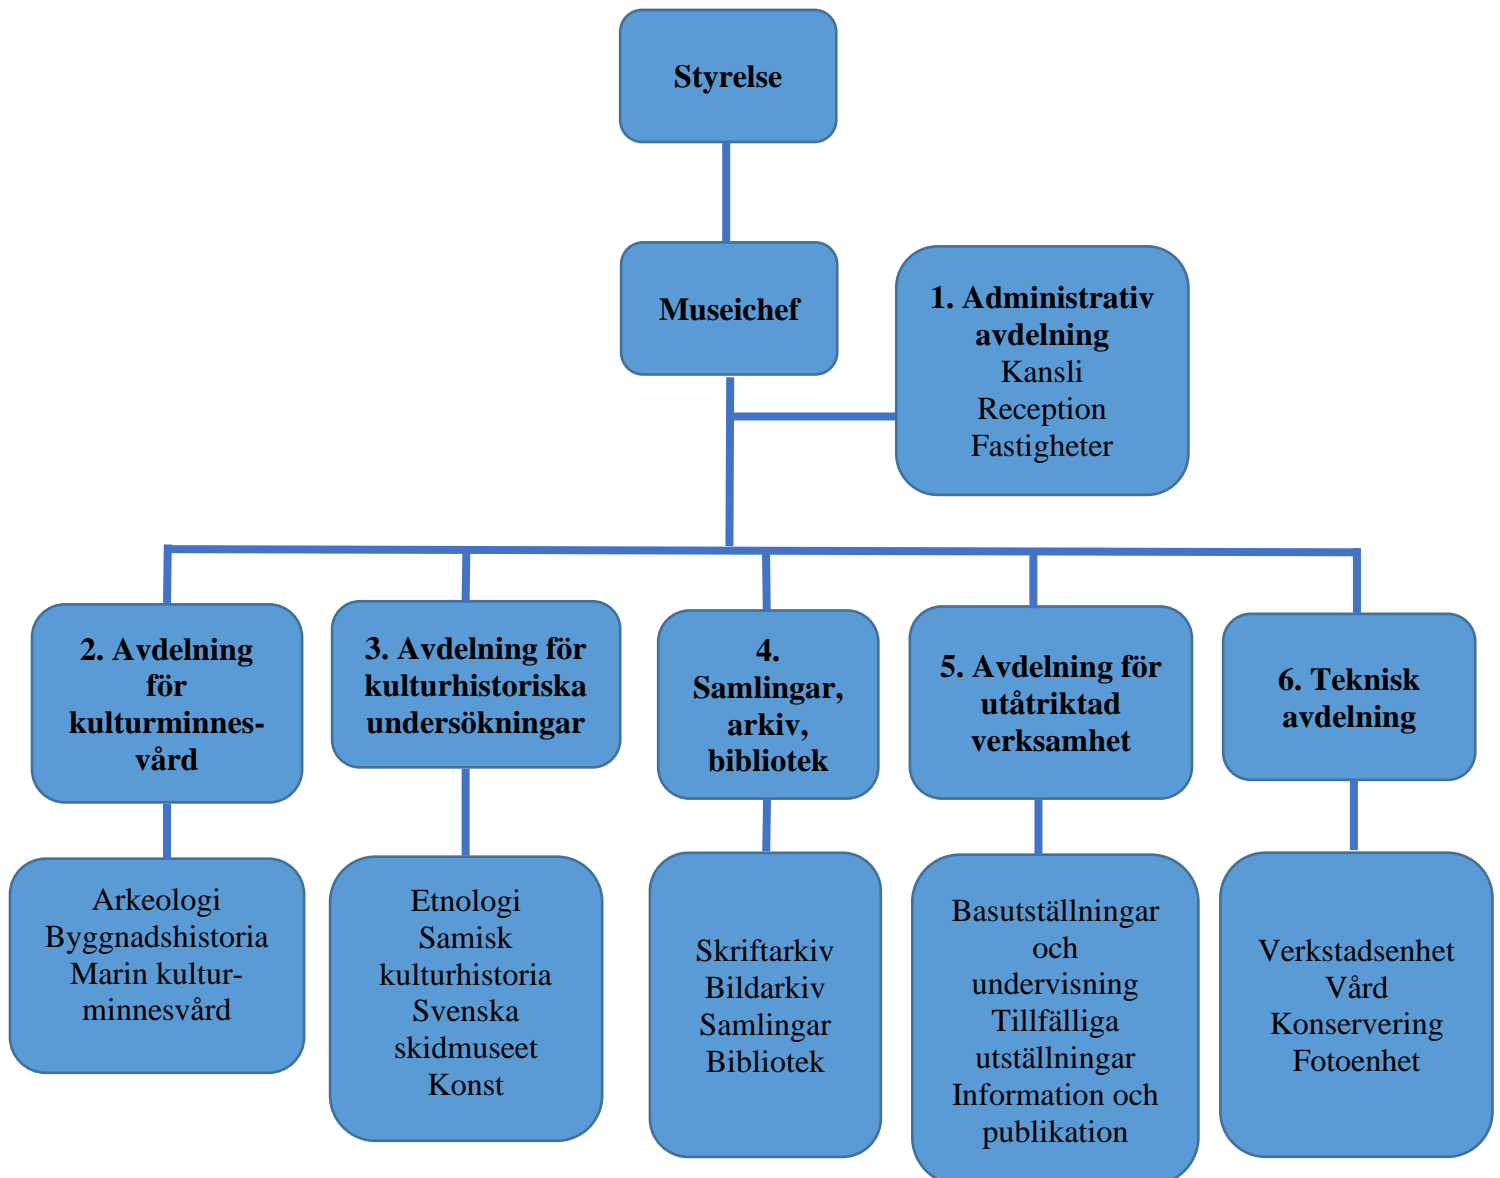 Styrelse
Museichef
1. Administrativ
avdelning
Kansli
Reception
Fastigheter
2. Avdelning
för
kulturminnes-
vård
3. Avdelning för
kulturhistoriska
undersökningar
4.
Samlingar,
arkiv,
bibliotek
5. Avdelning för
utåtriktad
verksamhet
6. Teknisk
avdelning
Arkeologi
Byggnadshistoria
Marin kultur-
minnesvård
Etnologi
Samisk
kulturhistoria
Svenska
skidmuseet
Konst
Skriftarkiv
Bildarkiv
Samlingar
Bibliotek
Basutställningar
och
undervisning
Tillfälliga
utställningar
Information och
publikation
Verkstadsenhet
Vård
Konservering
Fotoenhet